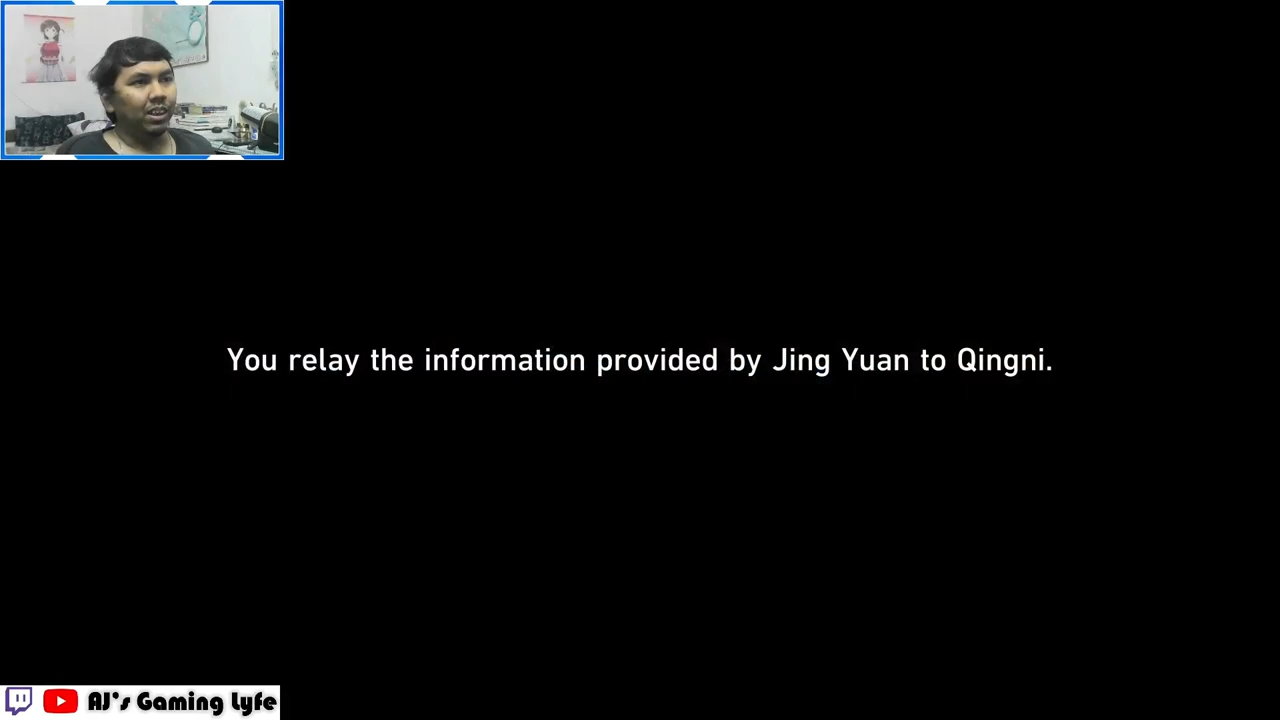 You relay the information provided by Jing Yuan to Qingni.
AJ's Gaming Lyfe